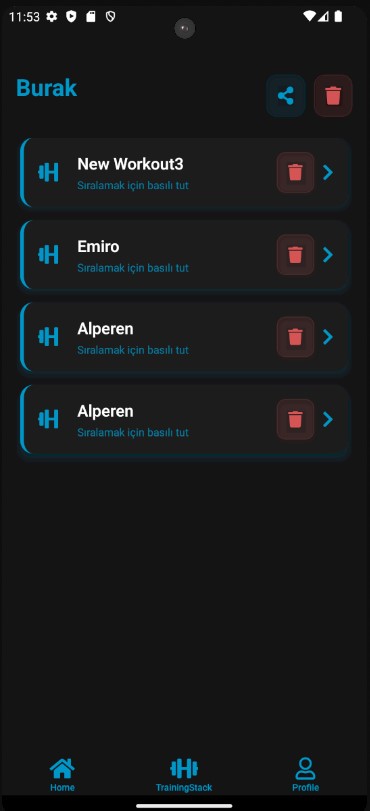 11:53
Burak
New Workout3
Sıralamak için basılı tut
Emiro
Sıralamak için basılı tut
Alperen
Sıralamak için basılı tut
Alperen
Sıralamak için basılı tut
Home
TrainingStack
Profile